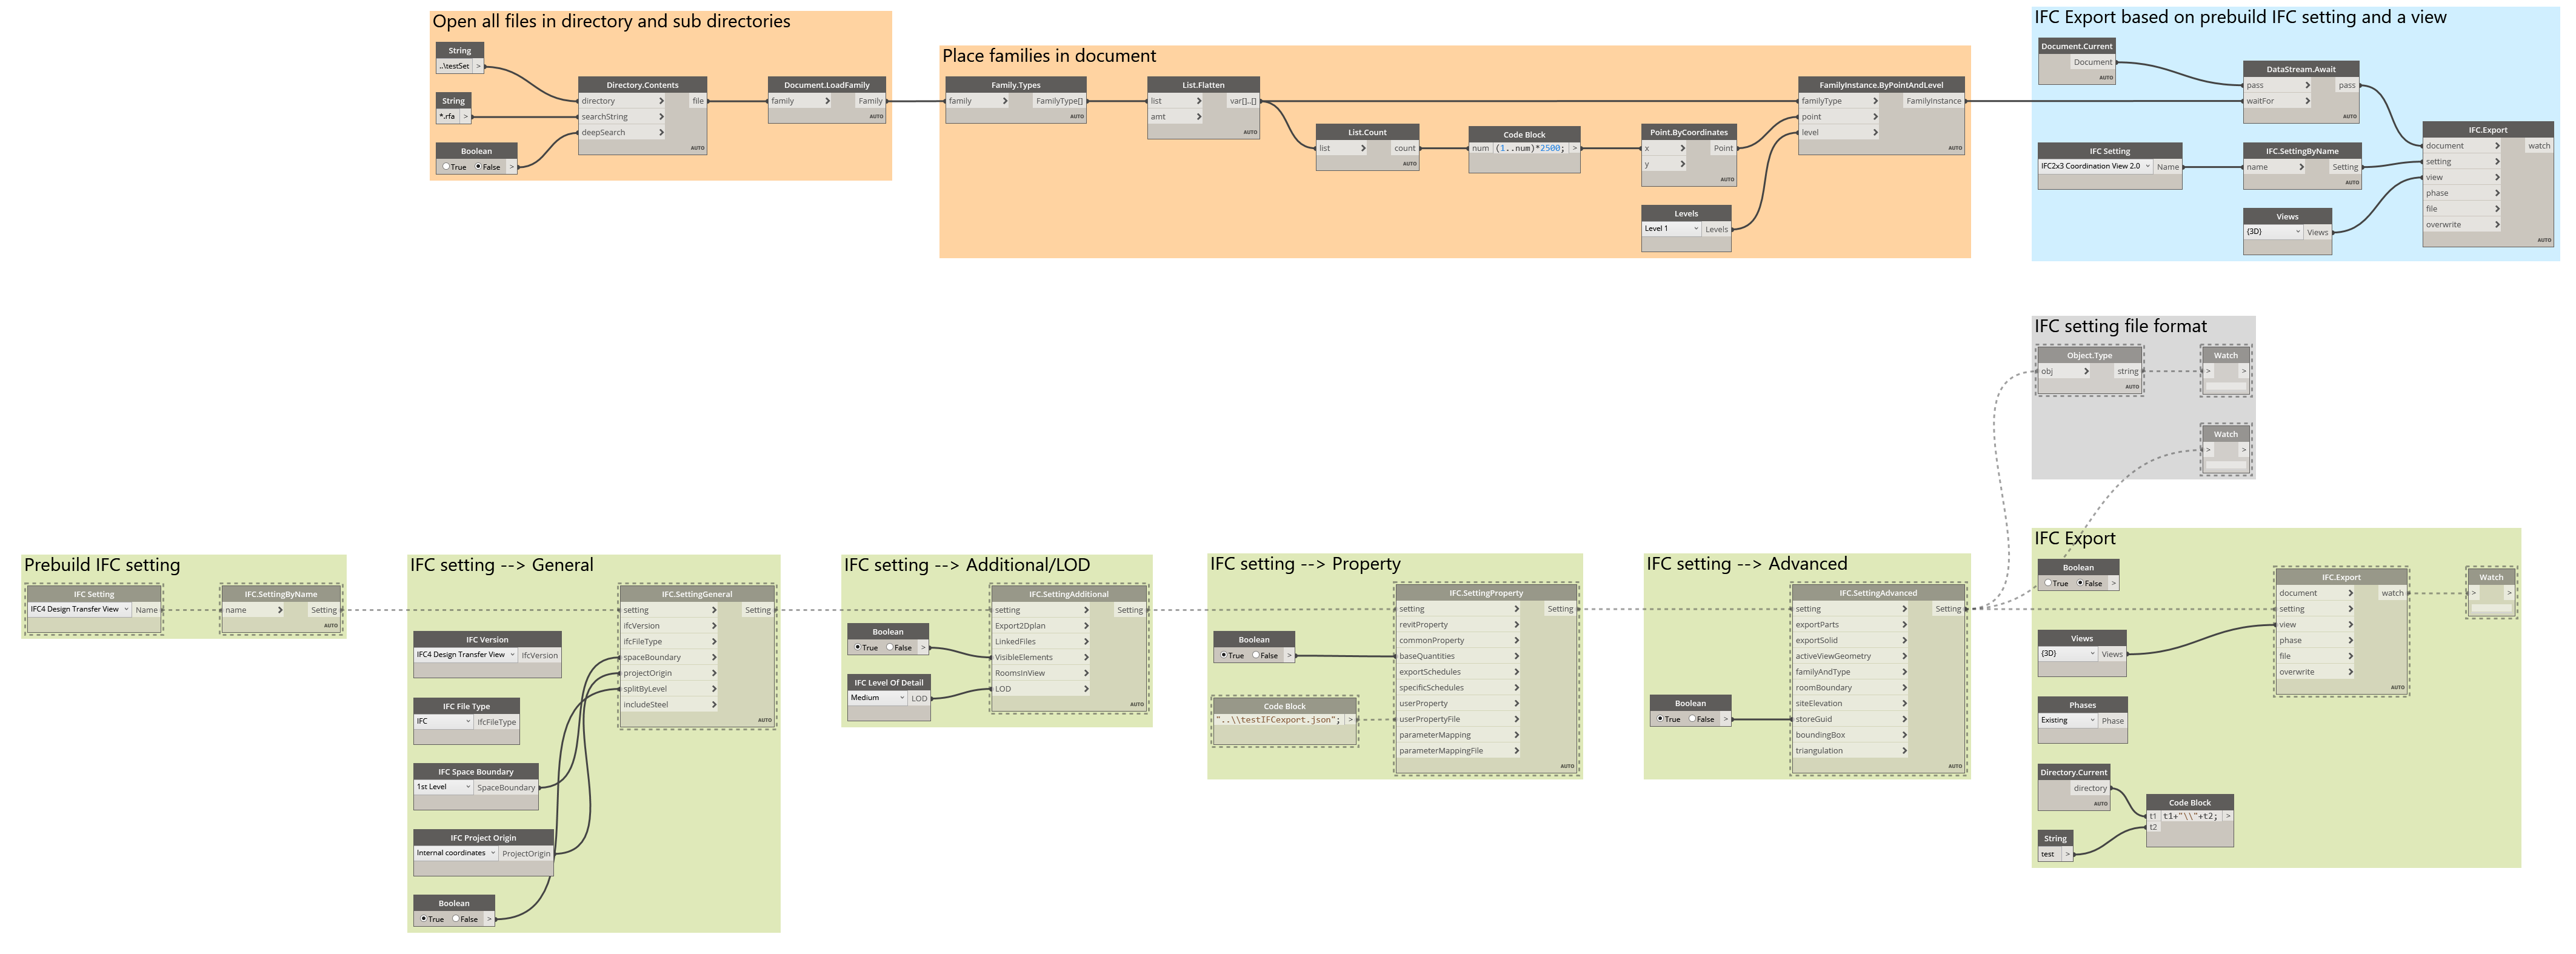 Open all files in directory and sub directories
String
..\testSet >
String
*.rfa >
Boolean
True False >
Directory.Contents
directory > file
searchString >
deepSearch >
AUTO
Document.LoadFamily
family > Family
AUTO
Place families in document
Family.Types
family > FamilyType[]
AUTO
List.Flatten
list > var[]..[]
amt >
AUTO
List.Count
list > count
AUTO
Code Block
num (1..num)*2500; >
Point.ByCoordinates
x > Point
y >
AUTO
Levels
Level 1 Levels
FamilyInstance.ByPointAndLevel
familyType > FamilyInstance
point >
level >
AUTO
IFC Export based on prebuild IFC setting and a view
Document.Current
Document
AUTO
DataStream.Await
pass > pass
waitFor >
AUTO
IFC Setting
IFC2x3 Coordination View 2.0 Name
IFC.SettingByName
name > Setting
AUTO
Views
{3D} Views
IFC.Export
document > watch
setting >
view >
phase >
file >
overwrite >
AUTO
IFC setting file format
Object.Type
obj > string
AUTO
Watch
> >
Watch
> >
Prebuild IFC setting
IFC Setting
IFC4 Design Transfer View Name
IFC.SettingByName
name > Setting
AUTO
IFC setting --> General
IFC Version
IFC4 Design Transfer View IfcVersion
IFC File Type
IFC IfcFileType
IFC Space Boundary
1st Level SpaceBoundary
IFC Project Origin
Internal coordinates ProjectOrigin
Boolean
True False >
IFC.SettingGeneral
setting > Setting
ifcVersion >
ifcFileType >
spaceBoundary >
projectOrigin >
splitByLevel >
includeSteel >
AUTO
IFC setting --> Additional/LOD
Boolean
True False >
IFC Level Of Detail
Medium LOD
IFC.SettingAdditional
setting > Setting
Export2Dplan >
LinkedFiles >
VisibleElements >
RoomsInView >
LOD >
AUTO
IFC setting --> Property
Boolean
True False >
Code Block
"..\\testIFCexport.json"; >
IFC.SettingProperty
setting > Setting
revitProperty >
commonProperty >
baseQuantities >
exportSchedules >
specificSchedules >
userProperty >
userPropertyFile >
parameterMapping >
parameterMappingFile >
AUTO
IFC setting --> Advanced
Boolean
True False >
IFC.SettingAdvanced
setting > Setting
exportParts >
exportSolid >
activeViewGeometry >
familyAndType >
roomBoundary >
siteElevation >
storeGuid >
boundingBox >
triangulation >
AUTO
IFC Export
Boolean
True False >
Views
{3D} Views
Phases
Existing Phase
Directory.Current
directory
AUTO
String
test >
Code Block
t1 t1+"\\"+t2; >
t2
IFC.Export
document > watch
setting >
view >
phase >
file >
overwrite >
AUTO
Watch
> >